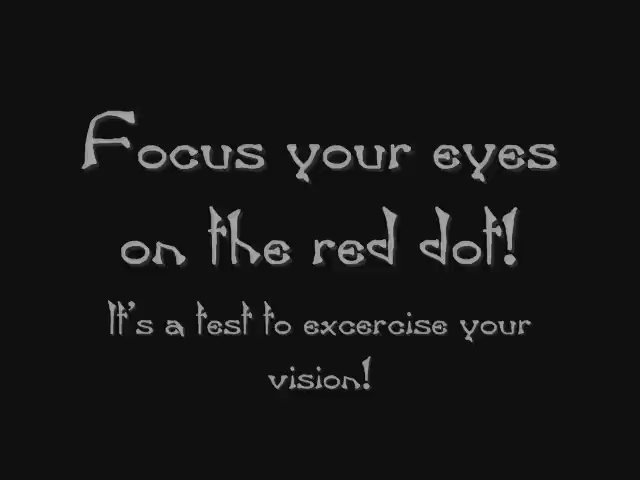 Focus your eyes
on the red dot!
It's a test to excercise your
vision!